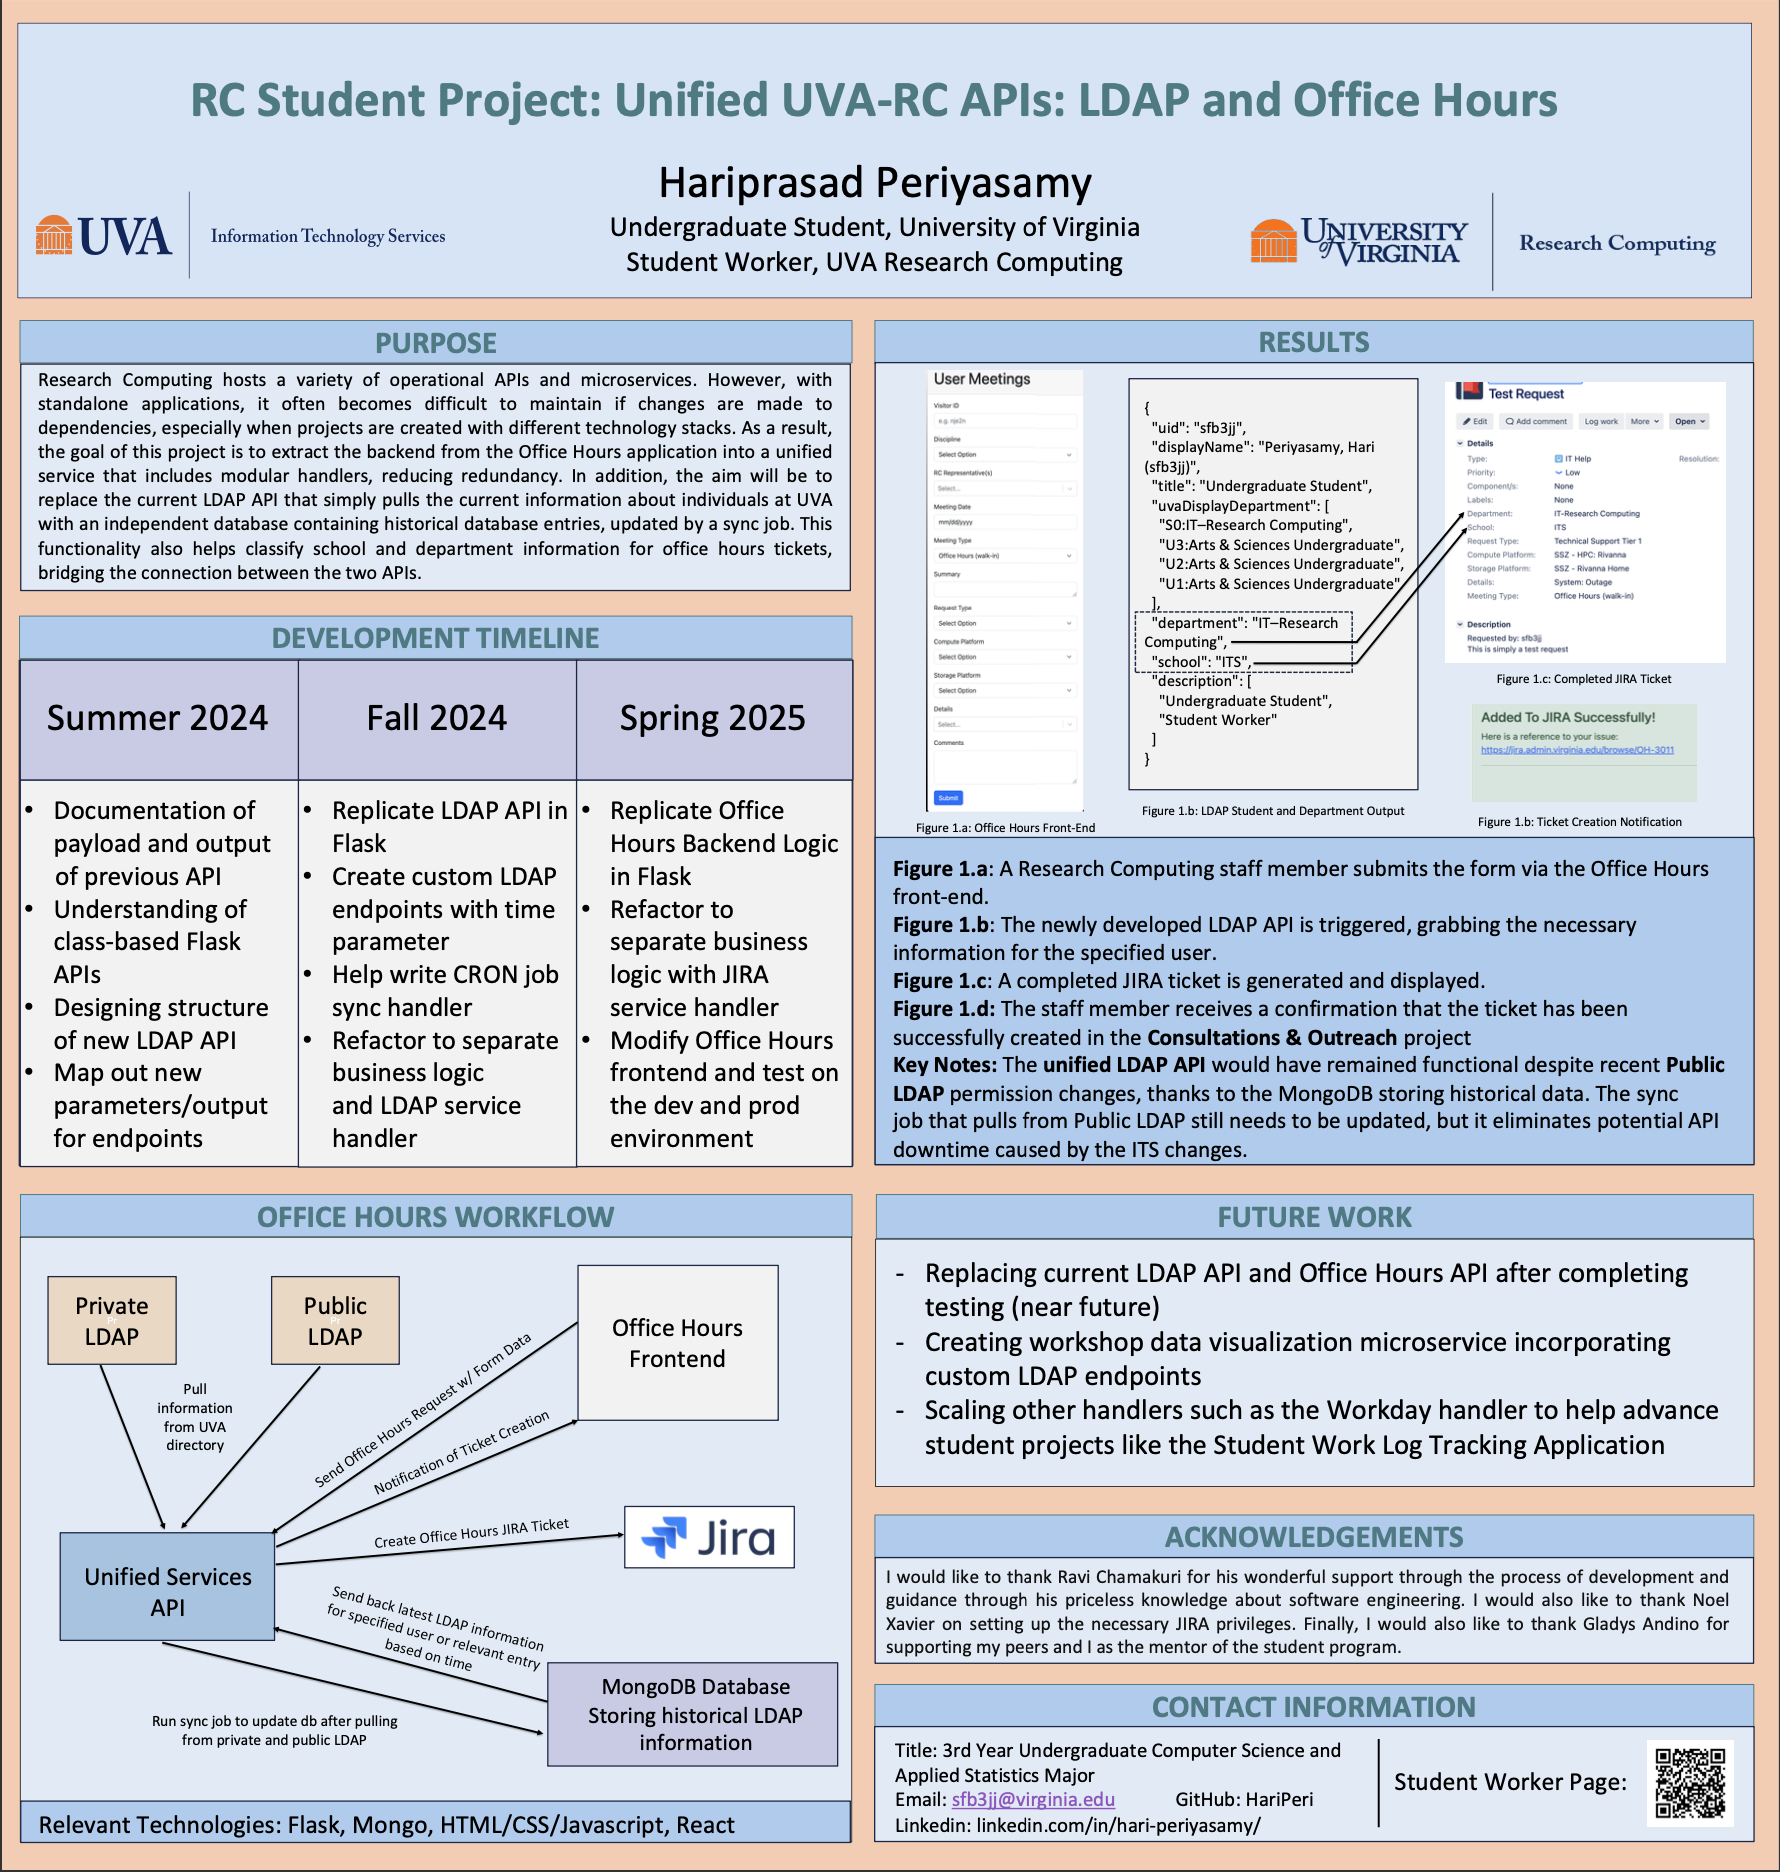 RC Student Project: Unified UVA-RC APIs: LDAP and Office Hours
Hariprasad Periyasamy
Undergraduate Student, University of Virginia
Student Worker, UVA Research Computing
UVA
Information Technology Services
UNIVERSITY
of VIRGINIA
Research Computing
PURPOSE
Research Computing hosts a variety of operational APIs and microservices. However, with
standalone applications, it often becomes difficult to maintain if changes are made to
dependencies, especially when projects are created with different technology stacks. As a result,
the goal of this project is to extract the backend from the Office Hours application into a unified
service that includes modular handlers, reducing redundancy. In addition, the aim will be to
replace the current LDAP API that simply pulls the current information about individuals at UVA
with an independent database containing historical database entries, updated by a sync job. This
functionality also helps classify school and department information for office hours tickets,
bridging the connection between the two APIs.
DEVELOPMENT TIMELINE
Summer 2024
• Documentation of
payload and output
of previous API
• Understanding of
class-based Flask
APIs
• Designing structure
of new LDAP API
• Map out new
parameters/output
for endpoints
Fall 2024
• Replicate LDAP API in
Flask
• Create custom LDAP
endpoints with time
parameter
• Help write CRON job
sync handler
• Refactor to separate
business logic
and LDAP service
handler
Spring 2025
• Replicate Office
Hours Backend Logic
in Flask
• Refactor to
separate business
logic with JIRA
service handler
• Modify Office Hours
frontend and test on
the dev and prod
environment
OFFICE HOURS WORKFLOW
Private
LDAP
Public
LDAP
Office Hours
Frontend
Pull
information
from UVA
directory
Send Office Hours Request w/ Form Data
Notification of Ticket Creation
Create Office Hours JIRA Ticket
Jira
Unified Services
API
Send back latest LDAP information
for specified user or relevant entry
based on time
MongoDB Database
Storing historical LDAP
information
Run sync job to update db after pulling
from private and public LDAP
Relevant Technologies: Flask, Mongo, HTML/CSS/Javascript, React
RESULTS
User Meetings
Visitor ID
e.g. nje2n
Discipline
Select Option
RC Representative(s)
Select...
Meeting Date
mm/dd/yyyy
Meeting Type
Office Hours (walk-in)
Summary
Request Type
Select Option
Compute Platform
Select Option
Storage Platform
Select Option
Details
Select...
Comments
Submit
Figure 1.a: Office Hours Front-End
{
"uid": "sfb3jj",
"displayName": "Periyasamy, Hari
(sfb3jj)",
"title": "Undergraduate Student",
"uvaDisplayDepartment": [
"S0:IT–Research Computing",
"U3:Arts & Sciences Undergraduate",
"U2:Arts & Sciences Undergraduate",
"U1:Arts & Sciences Undergraduate"
],
"department": "IT–Research
Computing",
"school": "ITS",
"description": [
"Undergraduate Student",
"Student Worker"
]
}
Figure 1.b: LDAP Student and Department Output
Test Request
Edit
Add comment
Log work
More
Open
Details
Type: IT Help
Resolution:
Priority: Low
Component/s: None
Labels: None
Department: IT-Research Computing
School: ITS
Request Type: Technical Support Tier 1
Compute Platform: SSZ - HPC: Rivanna
Storage Platform: SSZ - Rivanna Home
Details: System: Outage
Meeting Type: Office Hours (walk-in)
Description
Requested by: sfb3jj
This is simply a test request
Figure 1.c: Completed JIRA Ticket
Added To JIRA Successfully!
Here is a reference to your issue:
https://jira.admin.virginia.edu/browse/OH-3011
Figure 1.b: Ticket Creation Notification
Figure 1.a: A Research Computing staff member submits the form via the Office Hours
front-end.
Figure 1.b: The newly developed LDAP API is triggered, grabbing the necessary
information for the specified user.
Figure 1.c: A completed JIRA ticket is generated and displayed.
Figure 1.d: The staff member receives a confirmation that the ticket has been
successfully created in the Consultations & Outreach project
Key Notes: The unified LDAP API would have remained functional despite recent Public
LDAP permission changes, thanks to the MongoDB storing historical data. The sync
job that pulls from Public LDAP still needs to be updated, but it eliminates potential API
downtime caused by the ITS changes.
FUTURE WORK
- Replacing current LDAP API and Office Hours API after completing
testing (near future)
- Creating workshop data visualization microservice incorporating
custom LDAP endpoints
- Scaling other handlers such as the Workday handler to help advance
student projects like the Student Work Log Tracking Application
ACKNOWLEDGEMENTS
I would like to thank Ravi Chamakuri for his wonderful support through the process of development and
guidance through his priceless knowledge about software engineering. I would also like to thank Noel
Xavier on setting up the necessary JIRA privileges. Finally, I would also like to thank Gladys Andino for
supporting my peers and I as the mentor of the student program.
CONTACT INFORMATION
Title: 3rd Year Undergraduate Computer Science and
Applied Statistics Major
Email: sfb3jj@virginia.edu GitHub: HariPeri
Linkedin: linkedin.com/in/hari-periyasamy/
Student Worker Page: